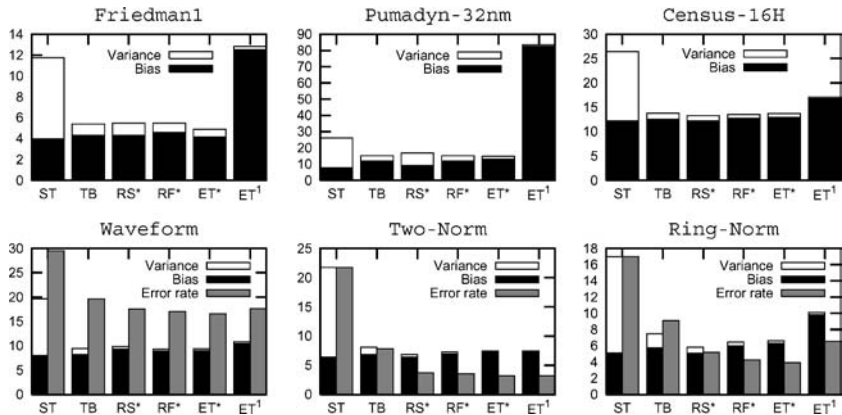 Friedman1
14
12
10
8
6
4
2
0
Variance
Bias
ST TB RS* RF* ET* ET¹
Pumadyn-32nm
90
80
70
60
50
40
30
20
10
0
Variance
Bias
ST TB RS* RF* ET* ET¹
Census-16H
30
25
20
15
10
5
0
Variance
Bias
ST TB RS* RF* ET* ET¹
Waveform
30
25
20
15
10
5
0
Variance
Bias
Error rate
ST TB RS* RF* ET* ET¹
Two-Norm
25
20
15
10
5
0
Variance
Bias
Error rate
ST TB RS* RF* ET* ET¹
Ring-Norm
18
16
14
12
10
8
6
4
2
0
Variance
Bias
Error rate
ST TB RS* RF* ET* ET¹